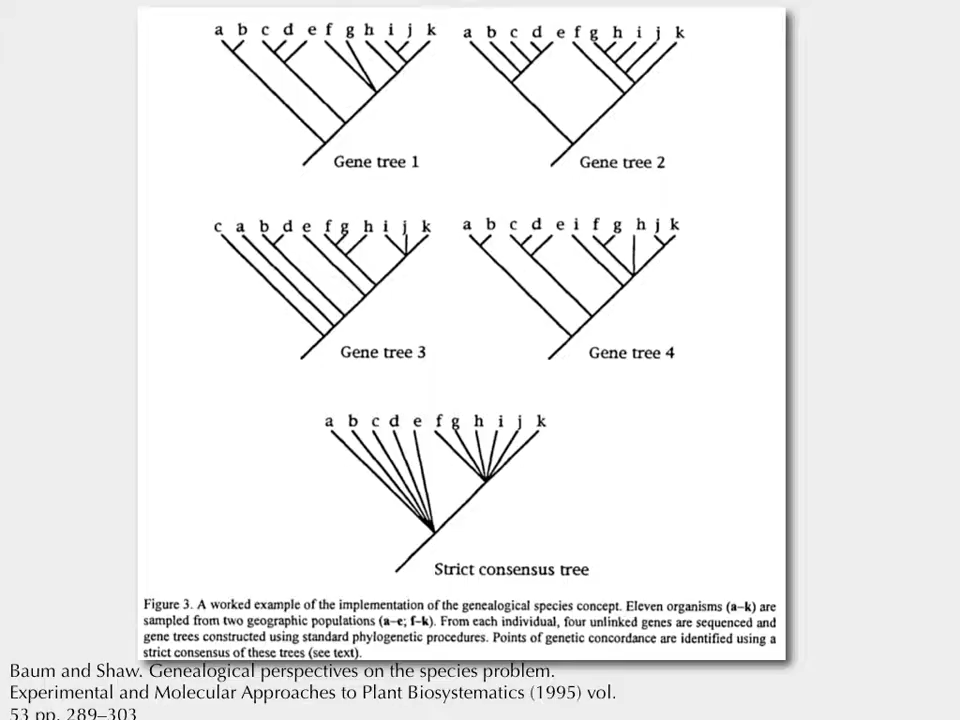 a b c d e f g h i j k
a b c d e f g h i j k
Gene tree 1
Gene tree 2
c a b d e f g h i j k
a b c d e i f g h j k
Gene tree 3
Gene tree 4
a b c d e f g h i j k
Strict consensus tree
Figure 3. A worked example of the implementation of the genealogical species concept. Eleven organisms (a–k) are
sampled from two geographic populations (a–e; f–k). From each individual, four unlinked genes are sequenced and
gene trees constructed using standard phylogenetic procedures. Points of genetic concordance are identified using a
strict consensus of these trees (see text).
Baum and Shaw. Genealogical perspectives on the species problem.
Experimental and Molecular Approaches to Plant Biosystematics (1995) vol.
53 pp. 289–303